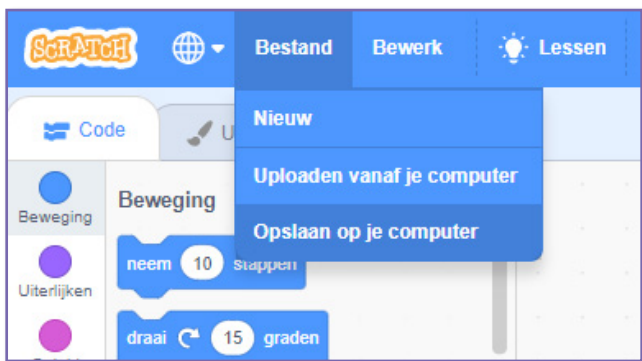 SCRATCH Bestand Bewerk Lessen
Code
Nieuw
Uploaden vanaf je computer
Opslaan op je computer
Beweging
Beweging
neem 10 stappen
Uiterlijken
draai 15 graden